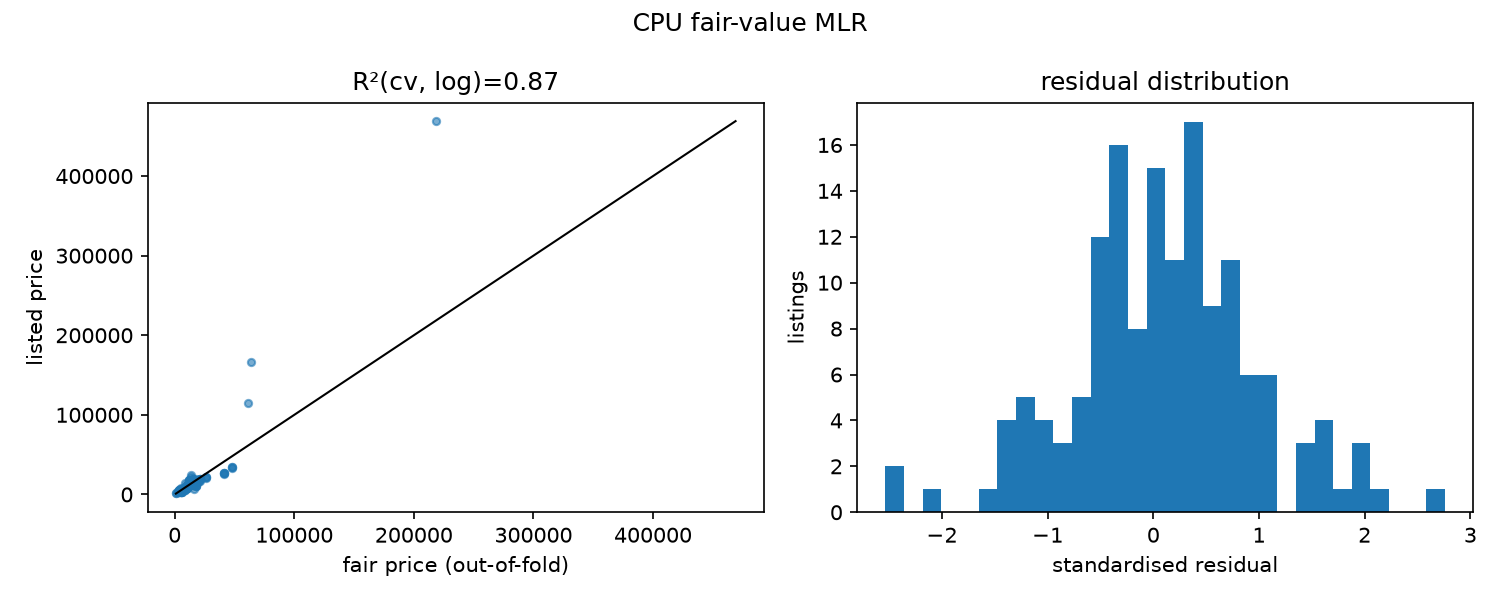 CPU fair-value MLR
R²(cv, log)=0.87
listed price
400000
300000
200000
100000
0
0 100000 200000 300000 400000
fair price (out-of-fold)
residual distribution
listings
16
14
12
10
8
6
4
2
0
−2 −1 0 1 2 3
standardised residual